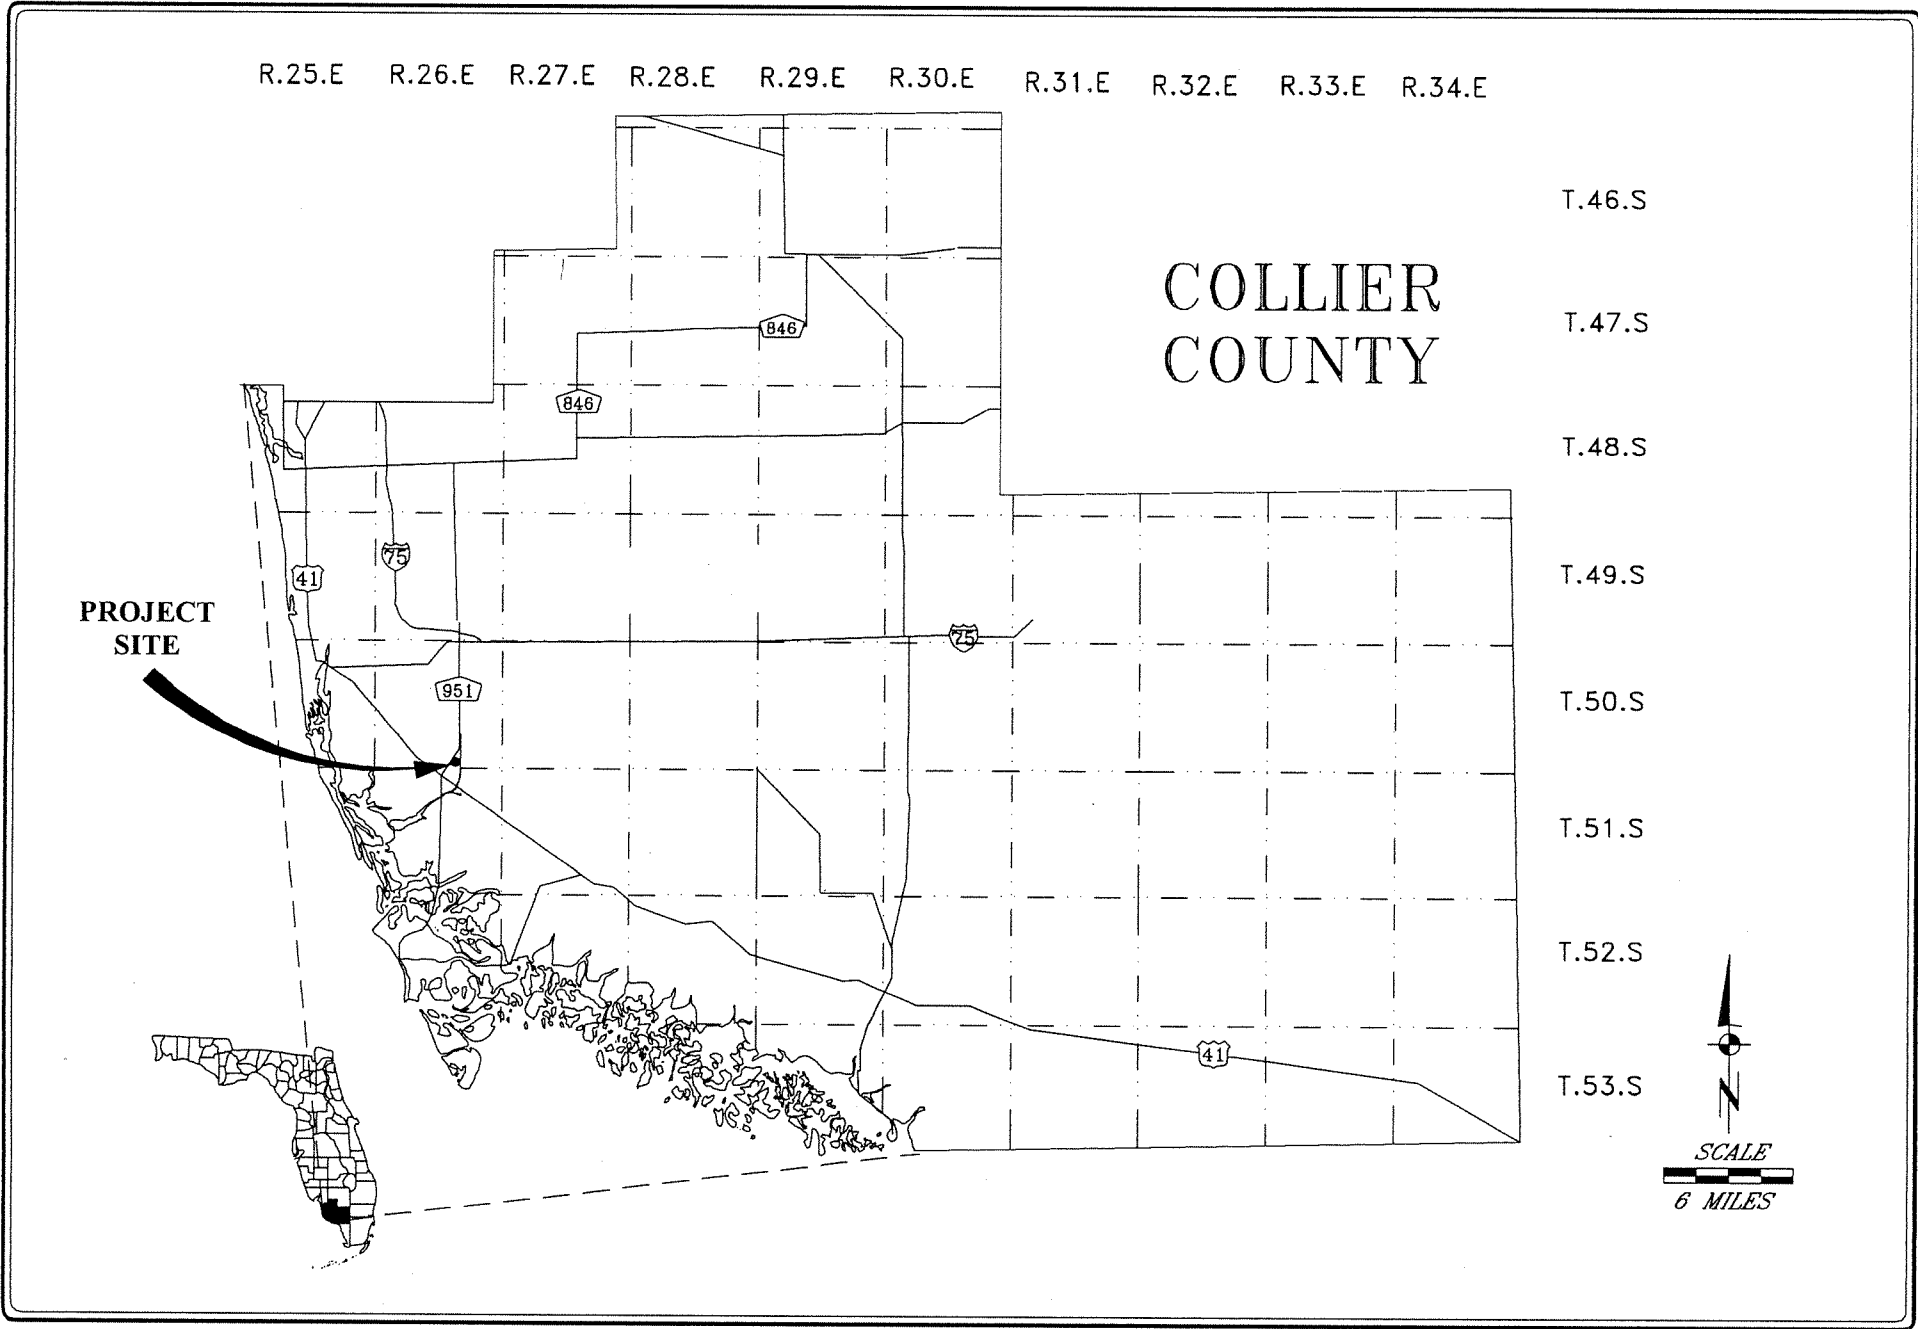 R.25.E R.26.E R.27.E R.28.E R.29.E R.30.E R.31.E R.32.E R.33.E R.34.E
T.46.S
COLLIER
COUNTY
T.47.S
846
846
T.48.S
75
41
T.49.S
PROJECT
SITE
75
951
T.50.S
T.51.S
T.52.S
41
T.53.S
N
SCALE
6 MILES